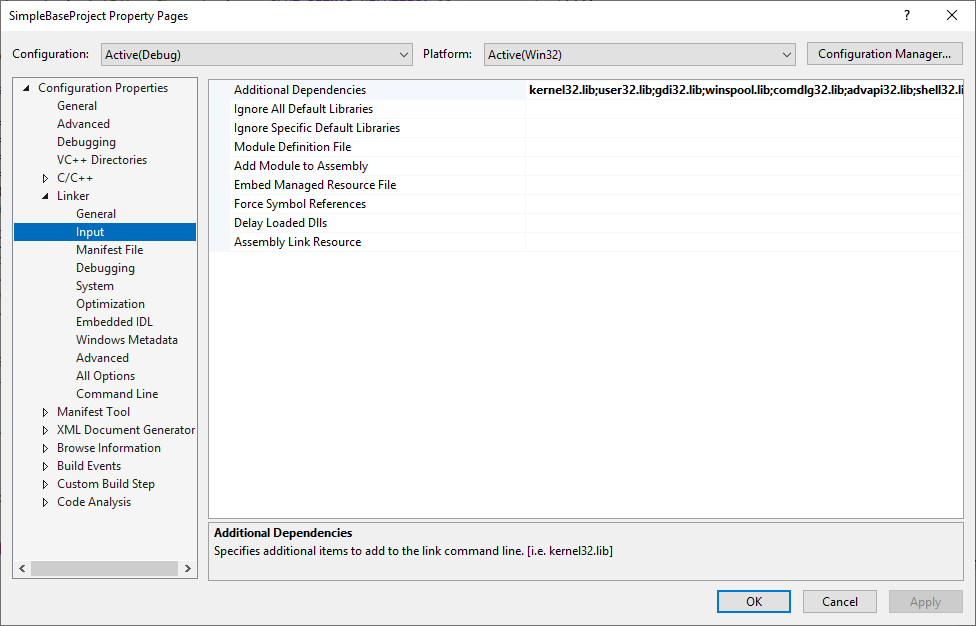 SimpleBaseProject Property Pages
?
Configuration: Active(Debug) Platform: Active(Win32) Configuration Manager...
Configuration Properties
General
Advanced
Debugging
VC++ Directories
C/C++
Linker
General
Input
Manifest File
Debugging
System
Optimization
Embedded IDL
Windows Metadata
Advanced
All Options
Command Line
Manifest Tool
XML Document Generator
Browse Information
Build Events
Custom Build Step
Code Analysis
Additional Dependencies kernel32.lib;user32.lib;gdi32.lib;winspool.lib;comdlg32.lib;advapi32.lib;shell32.li
Ignore All Default Libraries
Ignore Specific Default Libraries
Module Definition File
Add Module to Assembly
Embed Managed Resource File
Force Symbol References
Delay Loaded Dlls
Assembly Link Resource
Additional Dependencies
Specifies additional items to add to the link command line. [i.e. kernel32.lib]
OK Cancel Apply